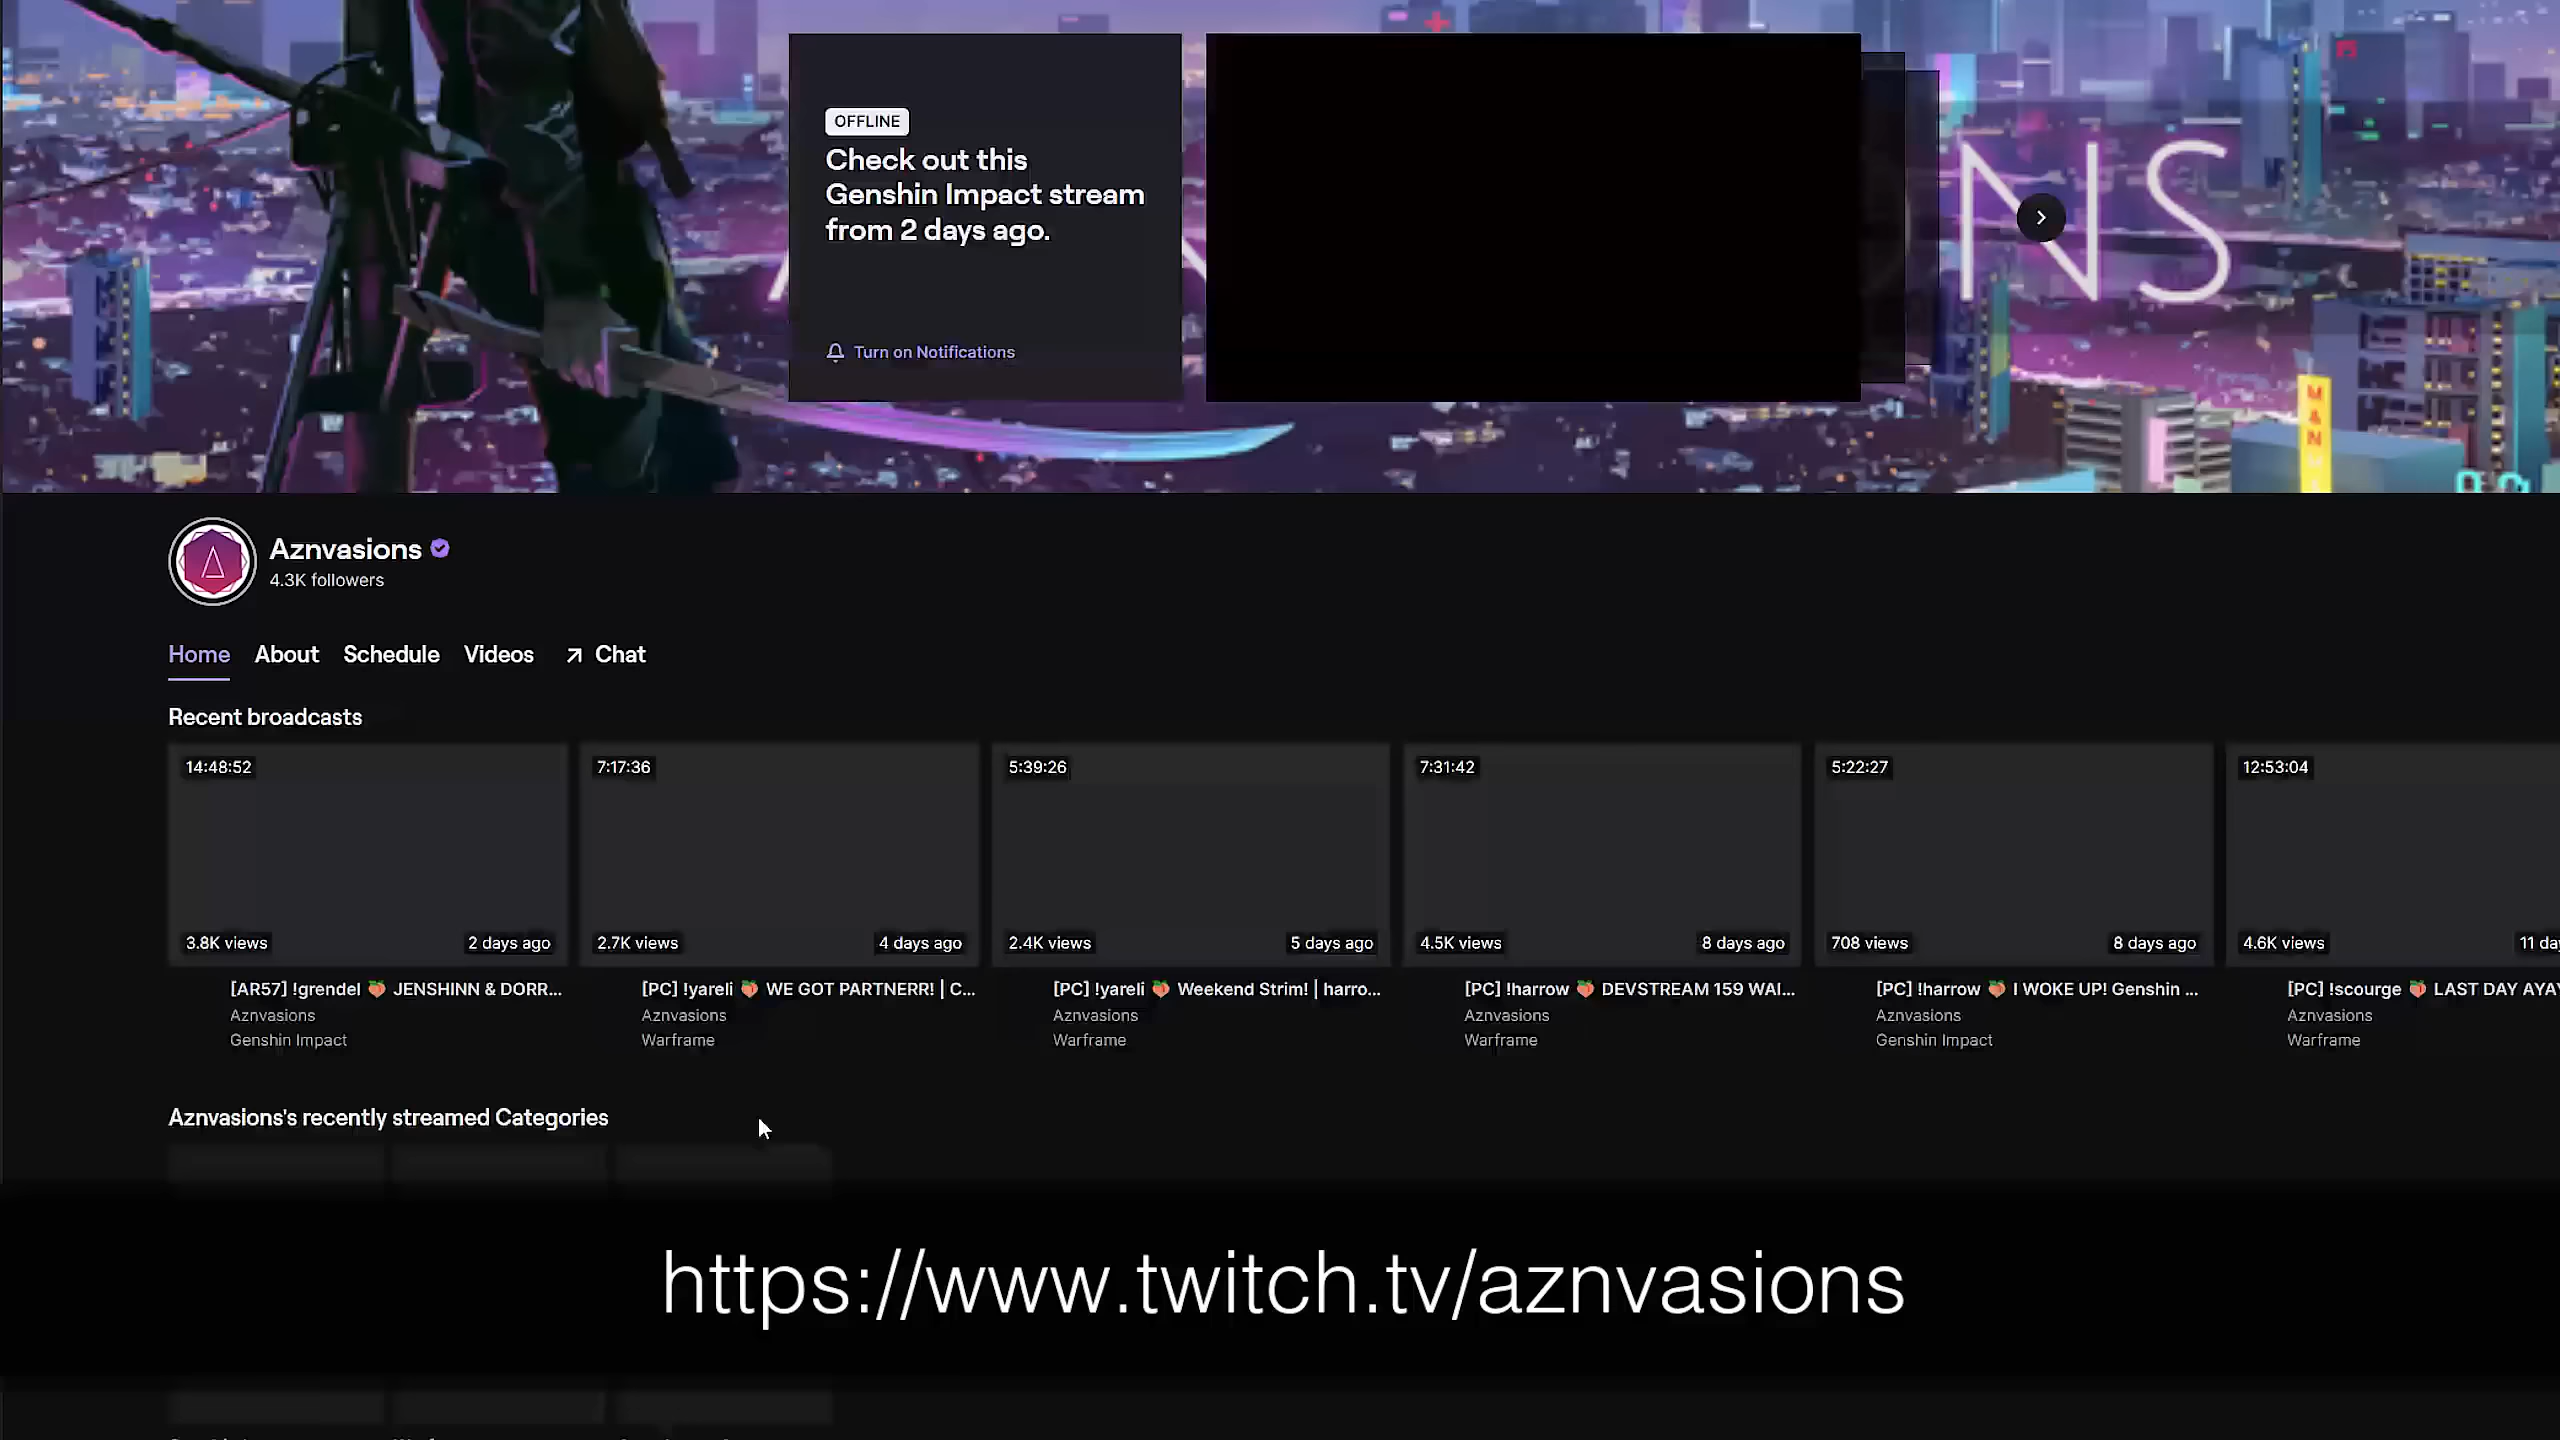 OFFLINE
Check out this
Genshin Impact stream
from 2 days ago.
Turn on Notifications
NS
MAN
Aznvasions
4.3K followers
Home About Schedule Videos Chat
Recent broadcasts
14:48:52 7:17:36 5:39:26 7:31:42 5:22:27 12:53:04
3.8K views 2 days ago 2.7K views 4 days ago 2.4K views 5 days ago 4.5K views 8 days ago 708 views 8 days ago 4.6K views 11
[AR57] !grendel 🍑 JENSHINN & DORR... [PC] !yareli 🍑 WE GOT PARTNERR! | C... [PC] !yareli 🍑 Weekend Strim! | harro... [PC] !harrow 🍑 DEVSTREAM 159 WAI... [PC] !harrow 🍑 I WOKE UP! Genshin ... [PC] !scourge 🍑 LAST DAY AYAY
Aznvasions Aznvasions Aznvasions Aznvasions Aznvasions Aznvasions
Genshin Impact Warframe Warframe Warframe Genshin Impact Warframe
Aznvasions's recently streamed Categories
https://www.twitch.tv/aznvasions